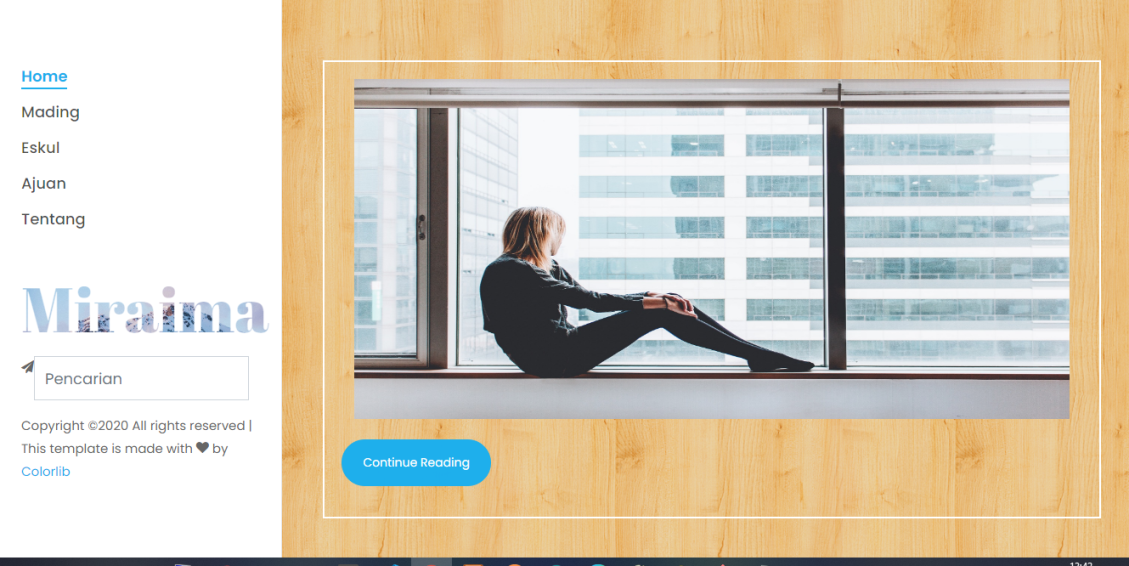 Home
Mading
Eskul
Ajuan
Tentang
Miraima
Pencarian
Copyright ©2020 All rights reserved |
This template is made with ♥ by
Colorlib
Continue Reading